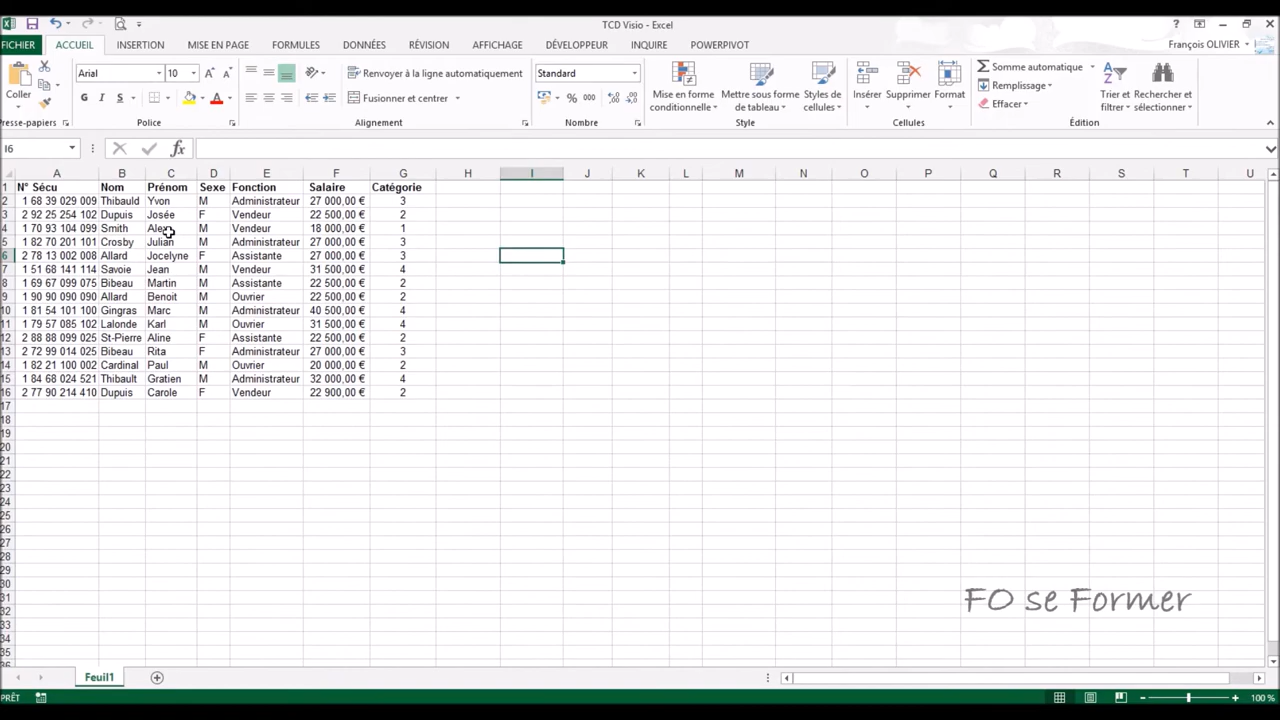 TCD Visio - Excel
FICHIER ACCUEIL INSERTION MISE EN PAGE FORMULES DONNÉES RÉVISION AFFICHAGE DÉVELOPPEUR INQUIRE POWERPIVOT François OLIVIER
Coller Arial 10 Renvoyer à la ligne automatiquement Standard Mise en forme conditionnelle Mettre sous forme de tableau Styles de cellules Insérer Supprimer Format Somme automatique Trier et filtrer Rechercher et sélectionner
G I S Fusionner et centrer % 000 Remplissage
Effacer
Presse-papiers Police Alignement Nombre Style Cellules Édition
I6 fx
A B C D E F G H I J K L M N O P Q R S T U
1 N° Sécu Nom Prénom Sexe Fonction Salaire Catégorie
2 1 68 39 029 009 Thibauld Yvon M Administrateur 27 000,00 € 3
3 2 92 25 254 102 Dupuis Josée F Vendeur 22 500,00 € 2
4 1 70 93 104 099 Smith Alex M Vendeur 18 000,00 € 1
5 1 82 70 201 101 Crosby Julian M Administrateur 27 000,00 € 3
6 2 78 13 002 008 Allard Jocelyne F Assistante 27 000,00 € 3
7 1 51 68 141 114 Savoie Jean M Vendeur 31 500,00 € 4
8 1 69 67 099 075 Bibeau Martin M Assistante 22 500,00 € 2
9 1 90 90 090 090 Allard Benoit M Ouvrier 22 500,00 € 2
10 1 81 54 101 100 Gingras Marc M Administrateur 40 500,00 € 4
11 1 79 57 085 102 Lalonde Karl M Ouvrier 31 500,00 € 4
12 2 88 88 099 025 St-Pierre Aline F Assistante 22 500,00 € 2
13 2 72 99 014 025 Bibeau Rita F Administrateur 27 000,00 € 3
14 1 82 21 100 002 Cardinal Paul M Ouvrier 20 000,00 € 2
15 1 84 68 024 521 Thibault Gratien M Administrateur 32 000,00 € 4
16 2 77 90 214 410 Dupuis Carole F Vendeur 22 900,00 € 2
17
18
19
20
21
22
23
24
25
26
27
28
29
30
31
32
33
34
35
FO se Former
Feuil1
PRÊT 100 %